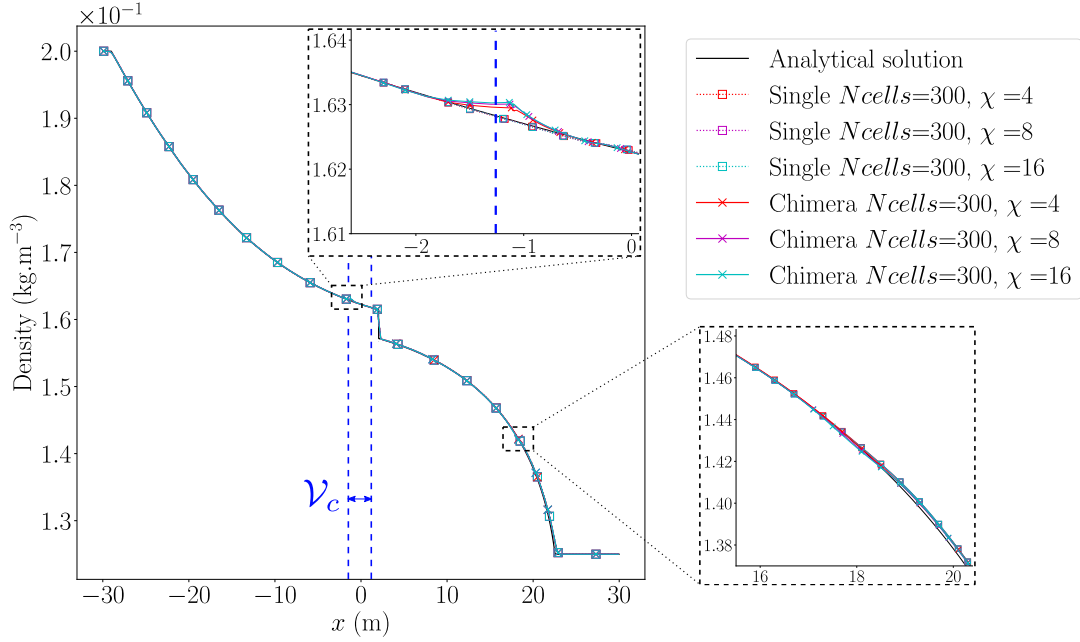 ×10⁻¹
2.0
1.9
1.8
1.7
1.6
1.5
1.4
1.3
Density (kg.m⁻³)
−30 −20 −10 0 10 20 30
x (m)
𝒱c
1.64
1.63
1.62
1.61
−2 −1 0
Analytical solution
Single Ncells=300, χ =4
Single Ncells=300, χ =8
Single Ncells=300, χ =16
Chimera Ncells=300, χ =4
Chimera Ncells=300, χ =8
Chimera Ncells=300, χ =16
1.48
1.46
1.44
1.42
1.40
1.38
16 18 20